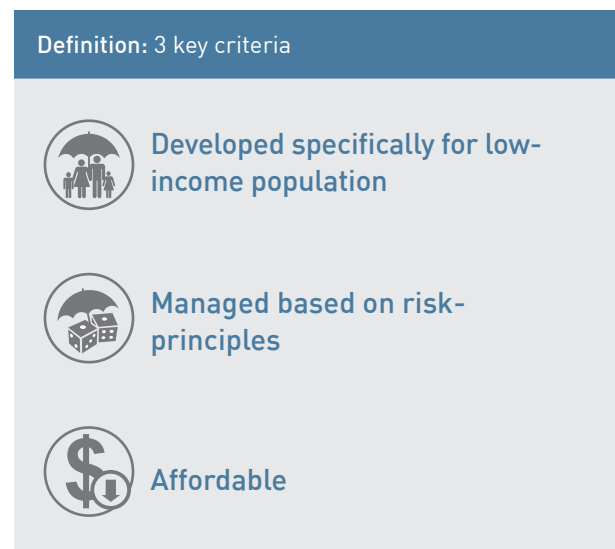 Definition: 3 key criteria
Developed specifically for low-
income population
Managed based on risk-
principles
Affordable